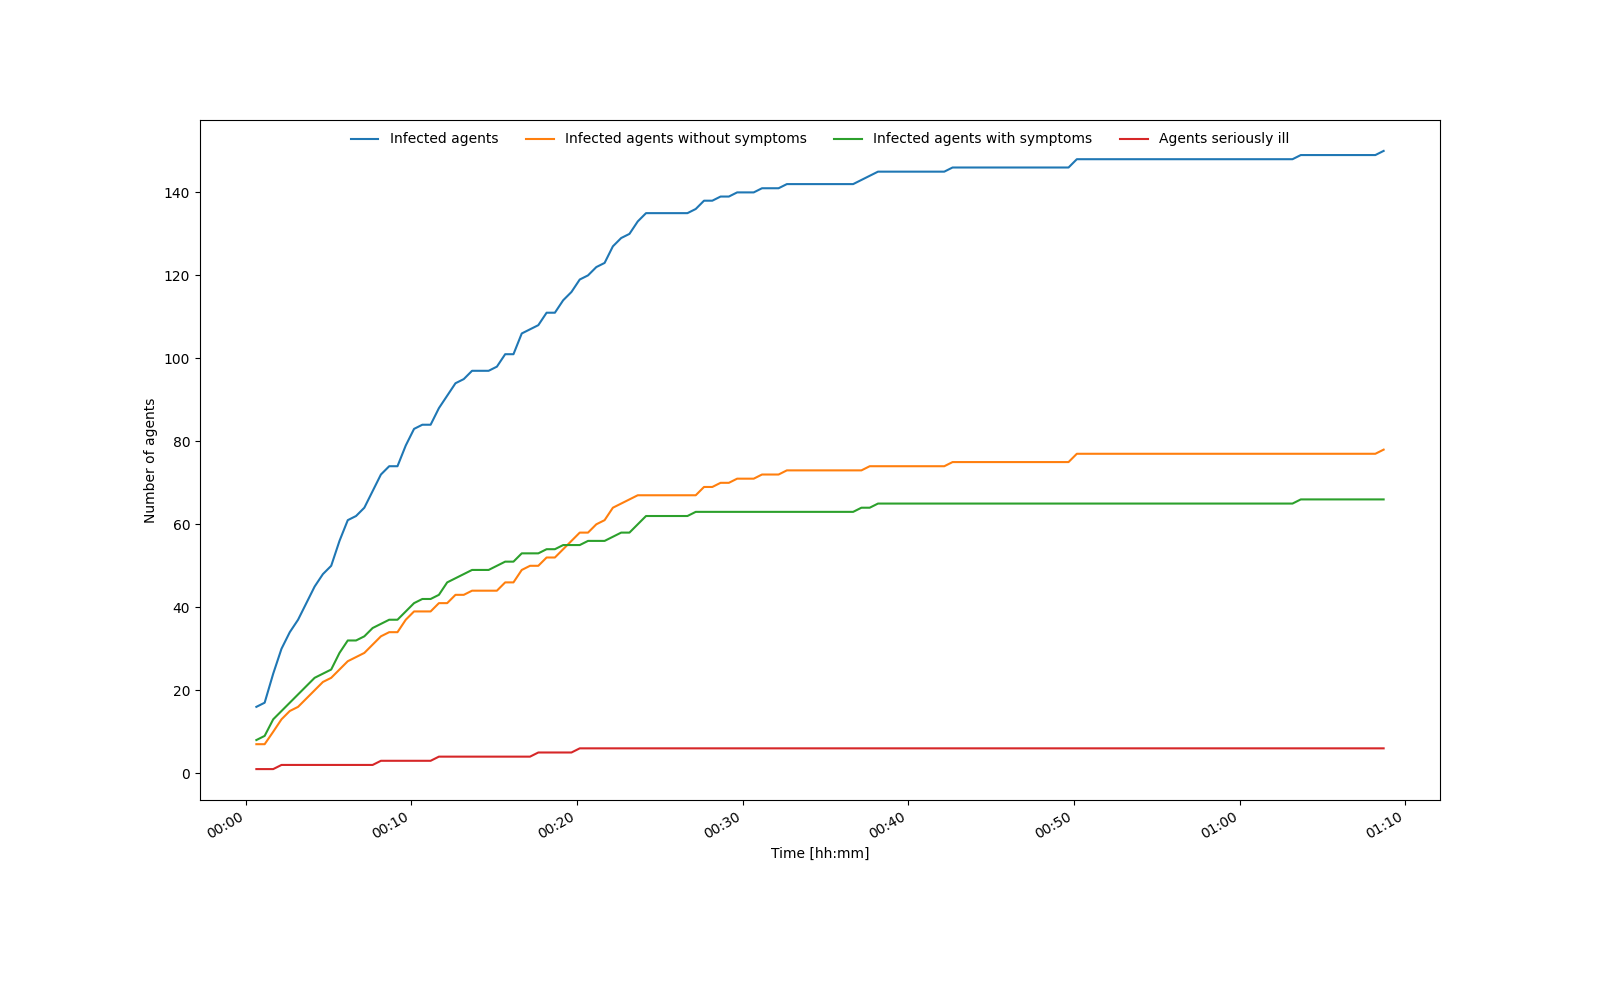 Infected agents Infected agents without symptoms Infected agents with symptoms Agents seriously ill
140
120
100
80
60
40
20
0
Number of agents
00:00 00:10 00:20 00:30 00:40 00:50 01:00 01:10
Time [hh:mm]